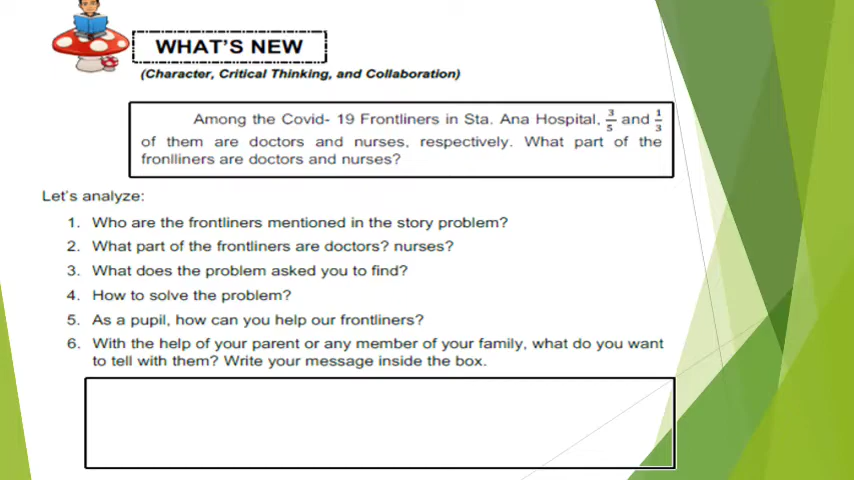 WHAT'S NEW
(Character, Critical Thinking, and Collaboration)
Among the Covid- 19 Frontliners in Sta. Ana Hospital, 3/5 and 1/3
of them are doctors and nurses, respectively. What part of the
fronlliners are doctors and nurses?
Let's analyze:
1. Who are the frontliners mentioned in the story problem?
2. What part of the frontliners are doctors? nurses?
3. What does the problem asked you to find?
4. How to solve the problem?
5. As a pupil, how can you help our frontliners?
6. With the help of your parent or any member of your family, what do you want
to tell with them? Write your message inside the box.